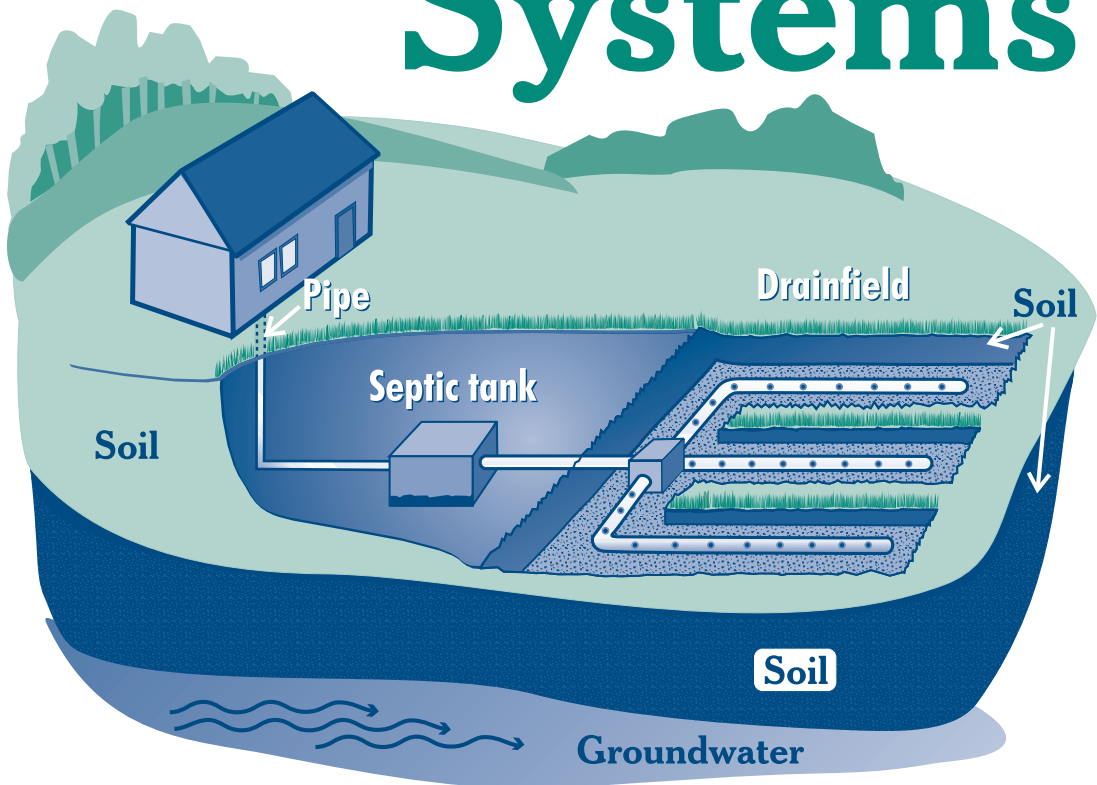 Systems
Drainfield
Pipe
Soil
Septic tank
Soil
Soil
Groundwater